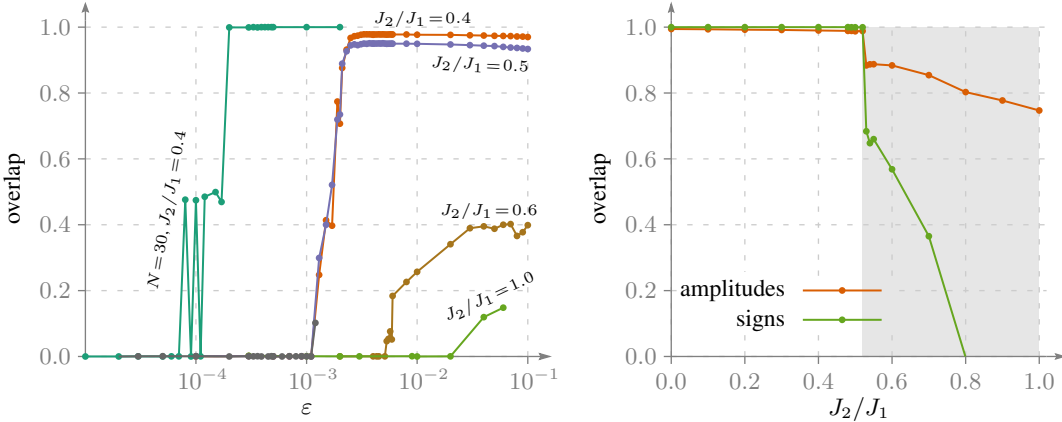 overlap
1.0
0.8
0.6
0.4
0.2
0.0
10⁻⁴
10⁻³
10⁻²
10⁻¹
ε
N = 30, J₂/J₁ = 0.4
J₂/J₁ = 0.4
J₂/J₁ = 0.5
J₂/J₁ = 0.6
J₂/J₁ = 1.0
overlap
1.0
0.8
0.6
0.4
0.2
0.0
amplitudes
signs
0.0
0.2
0.4
0.6
0.8
1.0
J₂/J₁